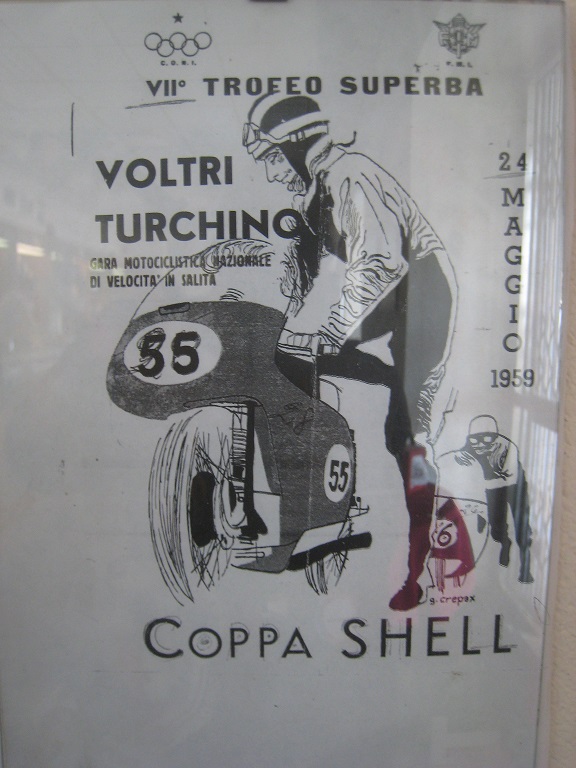 C.O.N.I.
F.M.I.
VII° TROFEO SUPERBA
VOLTRI
TURCHINO
GARA MOTOCICLISTICA NAZIONALE
DI VELOCITA' IN SALITA
24
MAGGIO
1959
55
55
6
g. crepax
COPPA SHELL